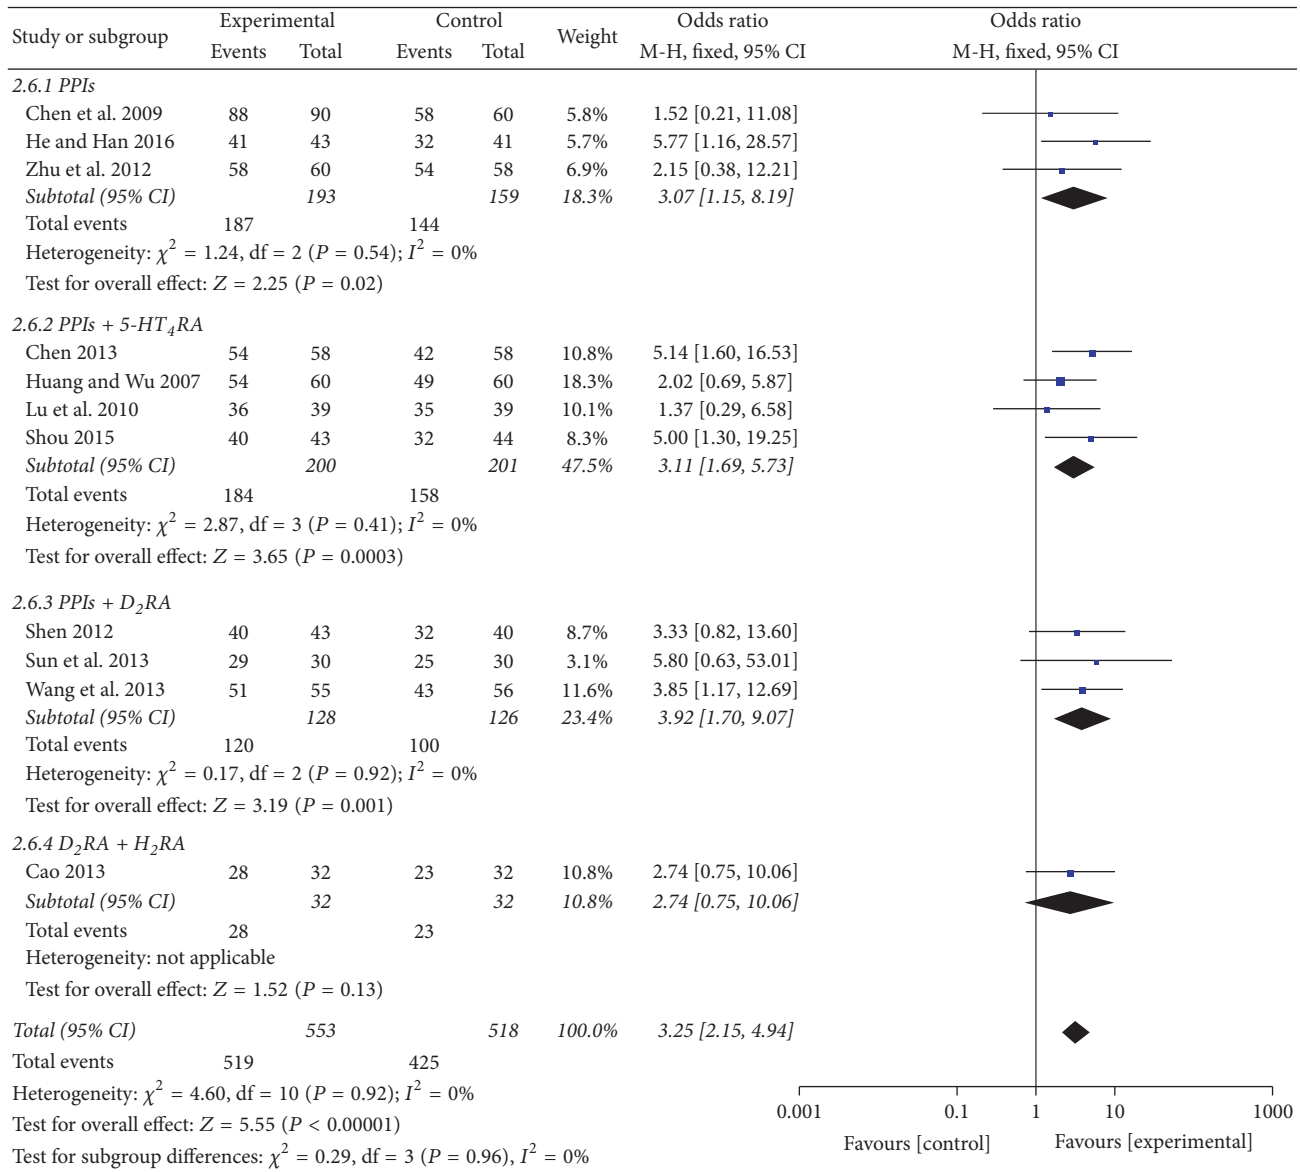 Study or subgroup Experimental Control Weight Odds ratio Odds ratio
Events Total Events Total M-H, fixed, 95% CI M-H, fixed, 95% CI
2.6.1 PPIs
Chen et al. 2009 88 90 58 60 5.8% 1.52 [0.21, 11.08]
He and Han 2016 41 43 32 41 5.7% 5.77 [1.16, 28.57]
Zhu et al. 2012 58 60 54 58 6.9% 2.15 [0.38, 12.21]
Subtotal (95% CI) 193 159 18.3% 3.07 [1.15, 8.19]
Total events 187 144
Heterogeneity: χ² = 1.24, df = 2 (P = 0.54); I² = 0%
Test for overall effect: Z = 2.25 (P = 0.02)
2.6.2 PPIs + 5-HT₄RA
Chen 2013 54 58 42 58 10.8% 5.14 [1.60, 16.53]
Huang and Wu 2007 54 60 49 60 18.3% 2.02 [0.69, 5.87]
Lu et al. 2010 36 39 35 39 10.1% 1.37 [0.29, 6.58]
Shou 2015 40 43 32 44 8.3% 5.00 [1.30, 19.25]
Subtotal (95% CI) 200 201 47.5% 3.11 [1.69, 5.73]
Total events 184 158
Heterogeneity: χ² = 2.87, df = 3 (P = 0.41); I² = 0%
Test for overall effect: Z = 3.65 (P = 0.0003)
2.6.3 PPIs + D₂RA
Shen 2012 40 43 32 40 8.7% 3.33 [0.82, 13.60]
Sun et al. 2013 29 30 25 30 3.1% 5.80 [0.63, 53.01]
Wang et al. 2013 51 55 43 56 11.6% 3.85 [1.17, 12.69]
Subtotal (95% CI) 128 126 23.4% 3.92 [1.70, 9.07]
Total events 120 100
Heterogeneity: χ² = 0.17, df = 2 (P = 0.92); I² = 0%
Test for overall effect: Z = 3.19 (P = 0.001)
2.6.4 D₂RA + H₂RA
Cao 2013 28 32 23 32 10.8% 2.74 [0.75, 10.06]
Subtotal (95% CI) 32 32 10.8% 2.74 [0.75, 10.06]
Total events 28 23
Heterogeneity: not applicable
Test for overall effect: Z = 1.52 (P = 0.13)
Total (95% CI) 553 518 100.0% 3.25 [2.15, 4.94]
Total events 519 425
Heterogeneity: χ² = 4.60, df = 10 (P = 0.92); I² = 0%
Test for overall effect: Z = 5.55 (P < 0.00001)
Test for subgroup differences: χ² = 0.29, df = 3 (P = 0.96), I² = 0%
0.001 0.1 1 10 1000
Favours [control] Favours [experimental]